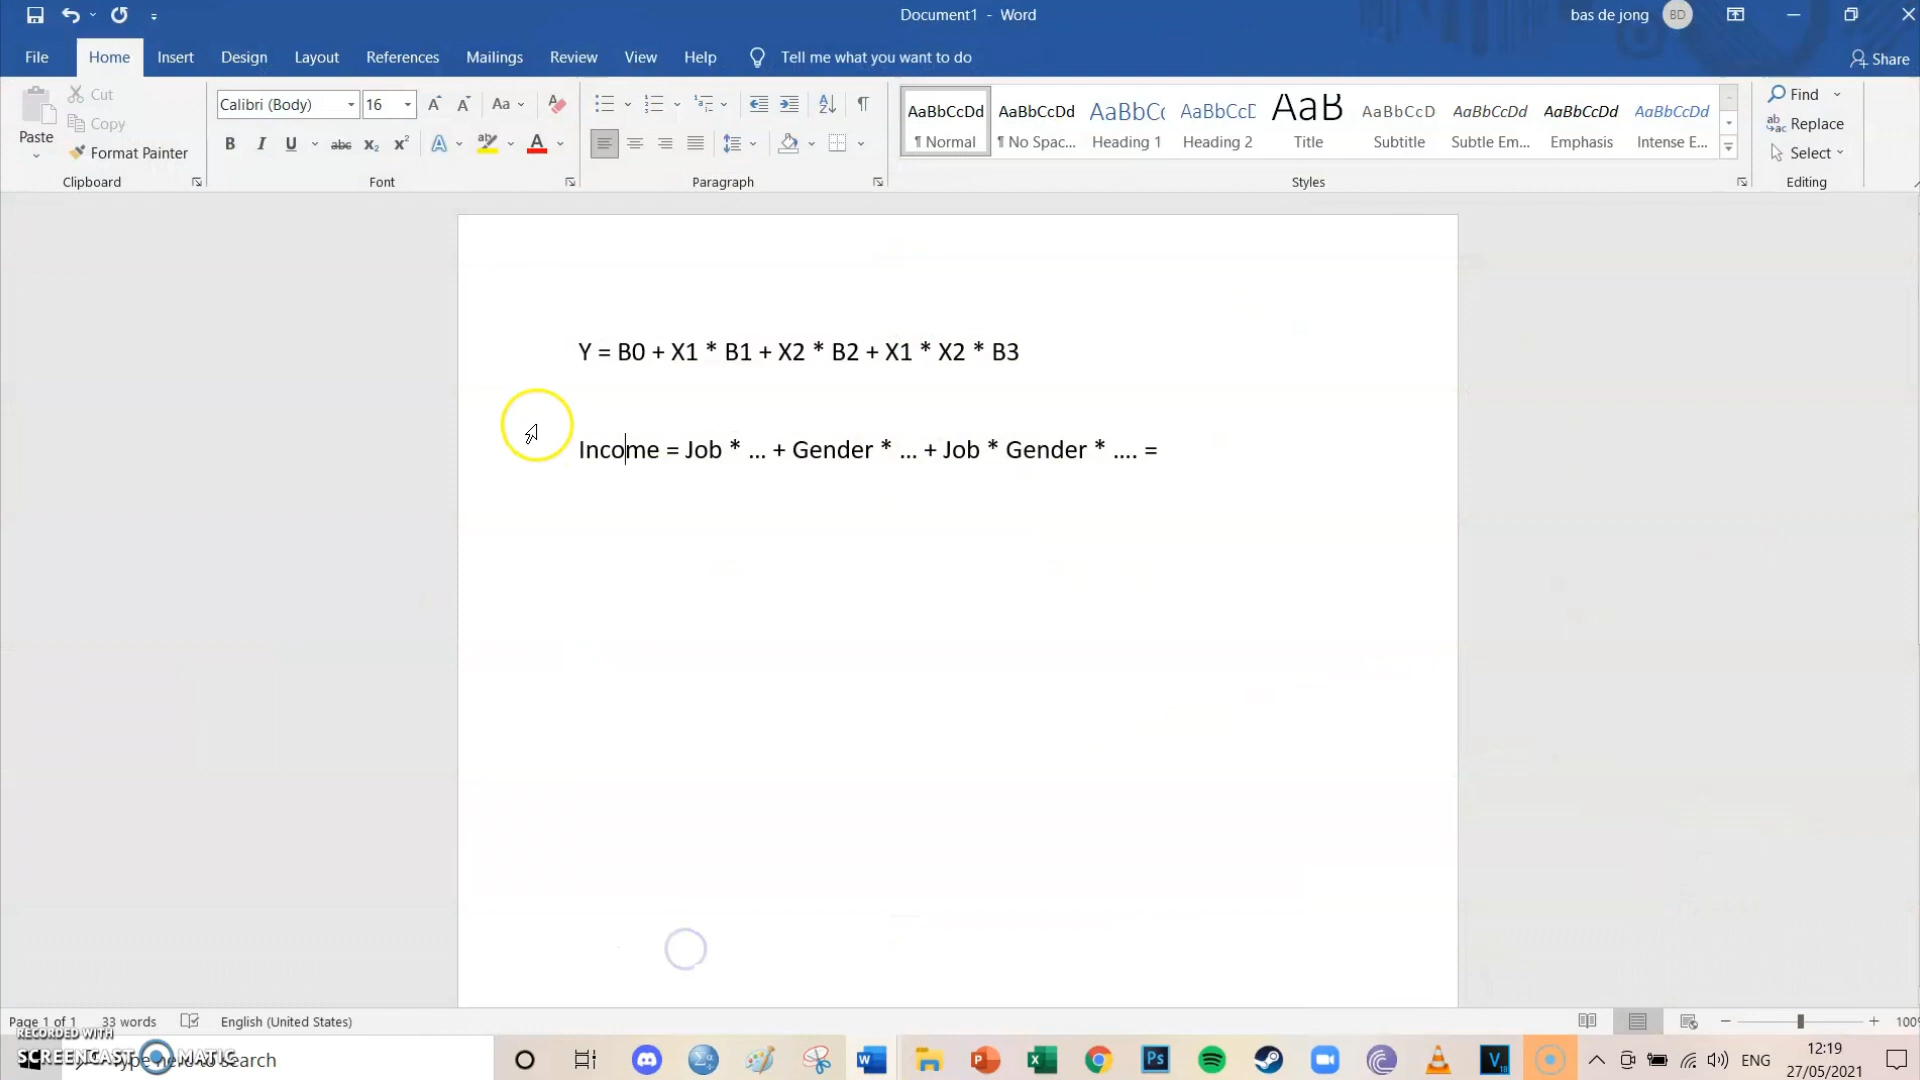 Document1 - Word
bas de jong
BD
File
Home
Insert
Design
Layout
References
Mailings
Review
View
Help
Tell me what you want to do
Share
Paste
Cut
Copy
Format Painter
Clipboard
Calibri (Body)
16
Font
Paragraph
AaBbCcDd
¶ Normal
AaBbCcDd
¶ No Spac...
AaBbCc
Heading 1
AaBbCcD
Heading 2
AaB
Title
AaBbCcD
Subtitle
AaBbCcDd
Subtle Em...
AaBbCcDd
Emphasis
AaBbCcDd
Intense E...
Styles
Find
Replace
Select
Editing
Y = B0 + X1 * B1 + X2 * B2 + X1 * X2 * B3
Income = Job * ... + Gender * ... + Job * Gender * .... =
Page 1 of 1
33 words
English (United States)
100%
RECORDED WITH
SCREENCAST MATIC
Type here to search
ENG
12:19
27/05/2021